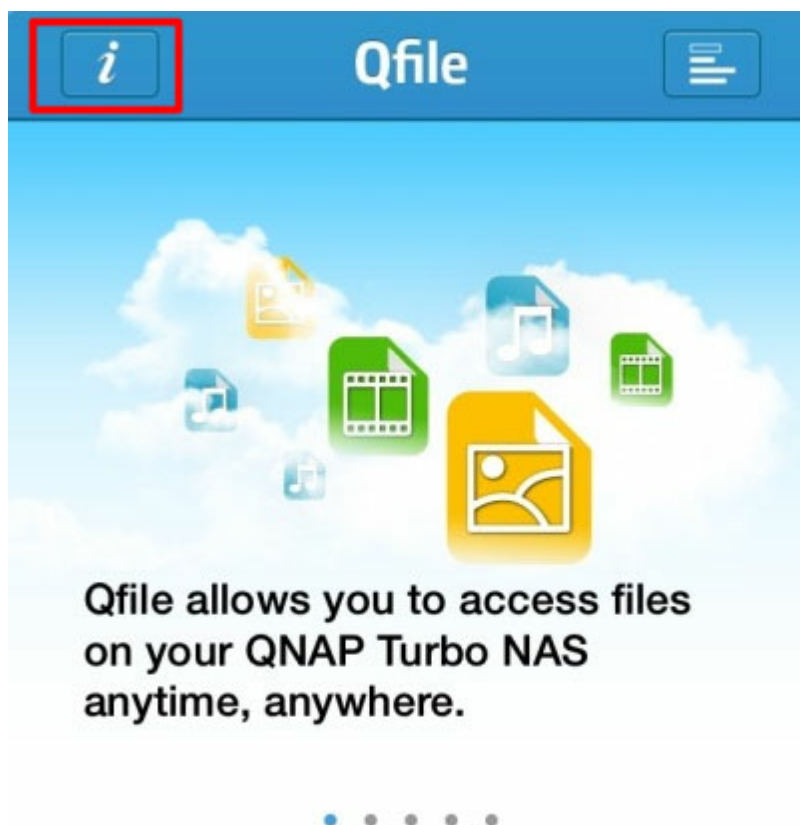 i
Qfile
Qfile allows you to access files
on your QNAP Turbo NAS
anytime, anywhere.